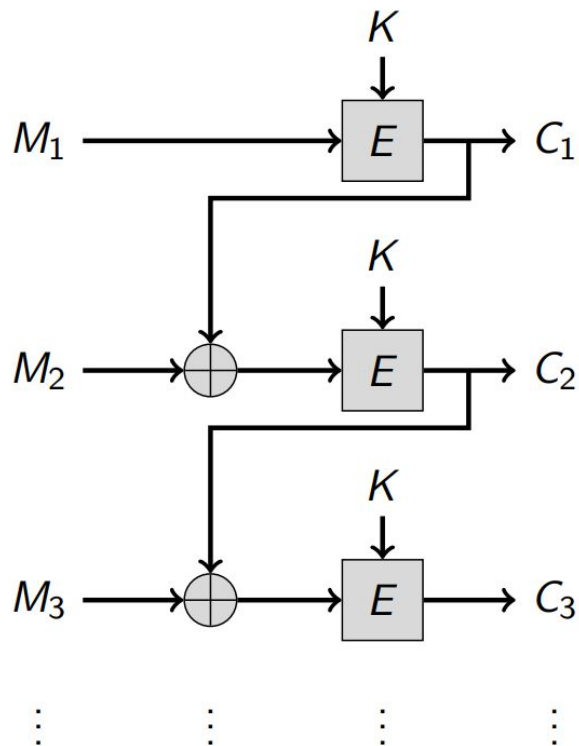 K
M₁ E C₁
K
M₂ E C₂
K
M₃ E C₃
⋮ ⋮ ⋮ ⋮